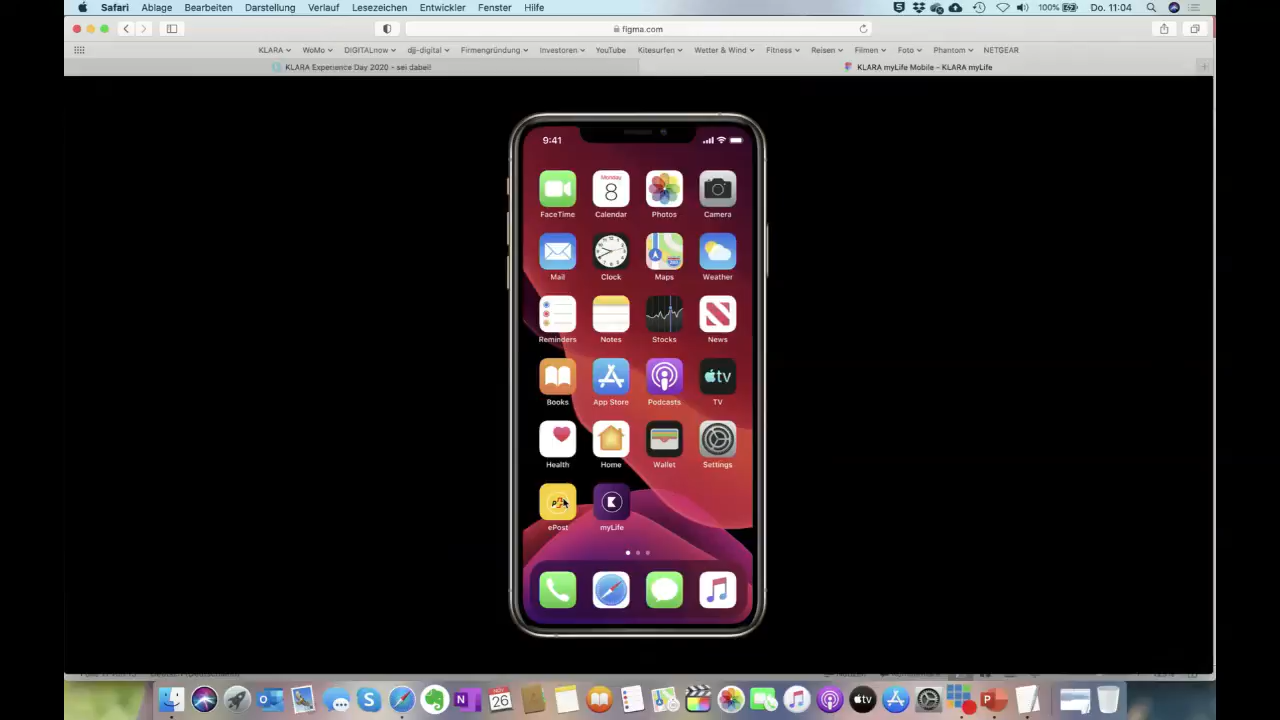 Safari Ablage Bearbeiten Darstellung Verlauf Lesezeichen Entwickler Fenster Hilfe 100% Do. 11:04
figma.com
KLARA WoMo DIGITALnow djj-digital Firmengründung Investoren YouTube Kitesurfen Wetter & Wind Fitness Reisen Filmen Foto Phantom NETGEAR
KLARA Experience Day 2020 - sei dabei! KLARA myLife Mobile – KLARA myLife
9:41
Monday
8
FaceTime Calendar Photos Camera
Mail Clock Maps Weather
Reminders Notes Stocks News
tv
Books App Store Podcasts TV
Health Home Wallet Settings
K
ePost myLife
26
N
S
tv